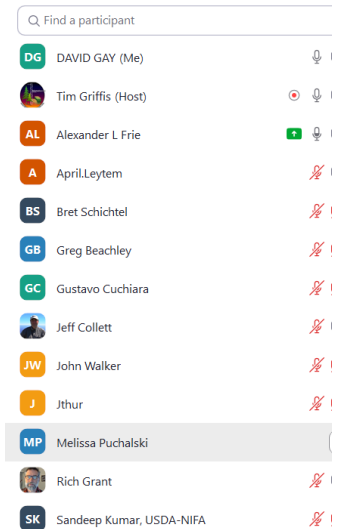 Find a participant
DG DAVID GAY (Me)
Tim Griffis (Host)
AL Alexander L Frie
A April.Leytem
BS Bret Schichtel
GB Greg Beachley
GC Gustavo Cuchiara
Jeff Collett
JW John Walker
J Jthur
MP Melissa Puchalski
Rich Grant
SK Sandeep Kumar, USDA-NIFA